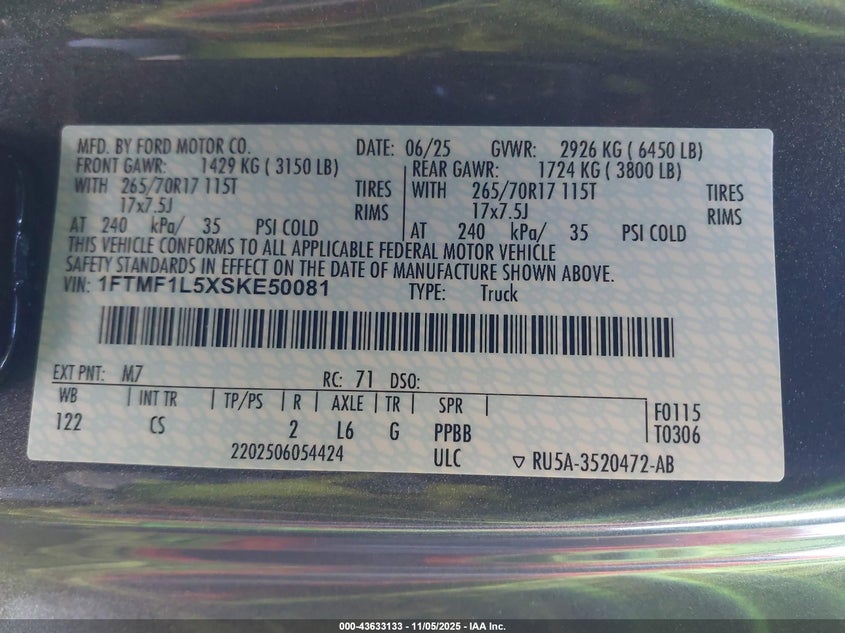 MFD. BY FORD MOTOR CO. DATE: 06/25 GVWR: 2926 KG ( 6450 LB)
FRONT GAWR: 1429 KG ( 3150 LB) REAR GAWR: 1724 KG ( 3800 LB)
WITH 265/70R17 115T TIRES WITH 265/70R17 115T TIRES
17x7.5J RIMS 17x7.5J RIMS
AT 240 kPa/ 35 PSI COLD AT 240 kPa/ 35 PSI COLD
THIS VEHICLE CONFORMS TO ALL APPLICABLE FEDERAL MOTOR VEHICLE
SAFETY STANDARDS IN EFFECT ON THE DATE OF MANUFACTURE SHOWN ABOVE.
VIN: 1FTMF1L5XSKE50081 TYPE: Truck
EXT PNT: M7 RC: 71 DSO:
WB INT TR TP/PS R AXLE TR SPR F0115
122 CS 2 L6 G PPBB T0306
2202506054424 ULC ▽ RU5A-3520472-AB
000-43633133 - 11/05/2025 - IAA Inc.